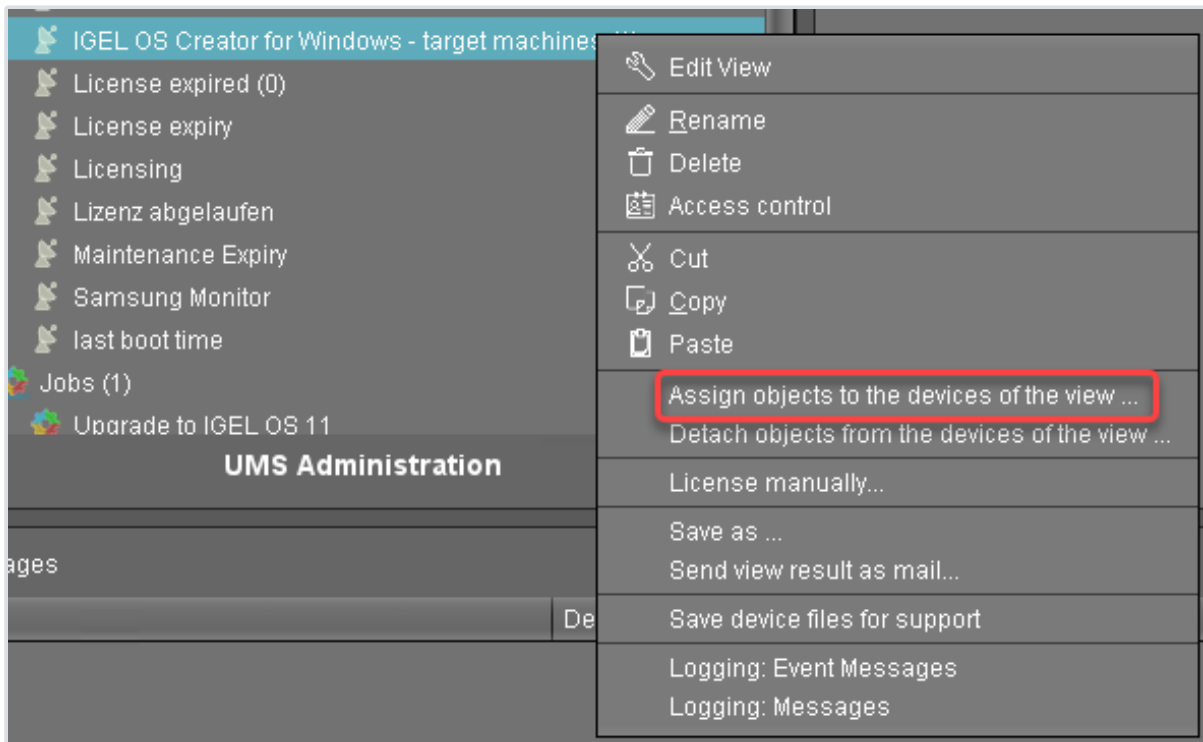 IGEL OS Creator for Windows - target machines
License expired (0)
License expiry
Licensing
Lizenz abgelaufen
Maintenance Expiry
Samsung Monitor
last boot time
Jobs (1)
Upgrade to IGEL OS 11
UMS Administration
ages
De
Edit View
Rename
Delete
Access control
Cut
Copy
Paste
Assign objects to the devices of the view ...
Detach objects from the devices of the view ...
License manually...
Save as ...
Send view result as mail...
Save device files for support
Logging: Event Messages
Logging: Messages